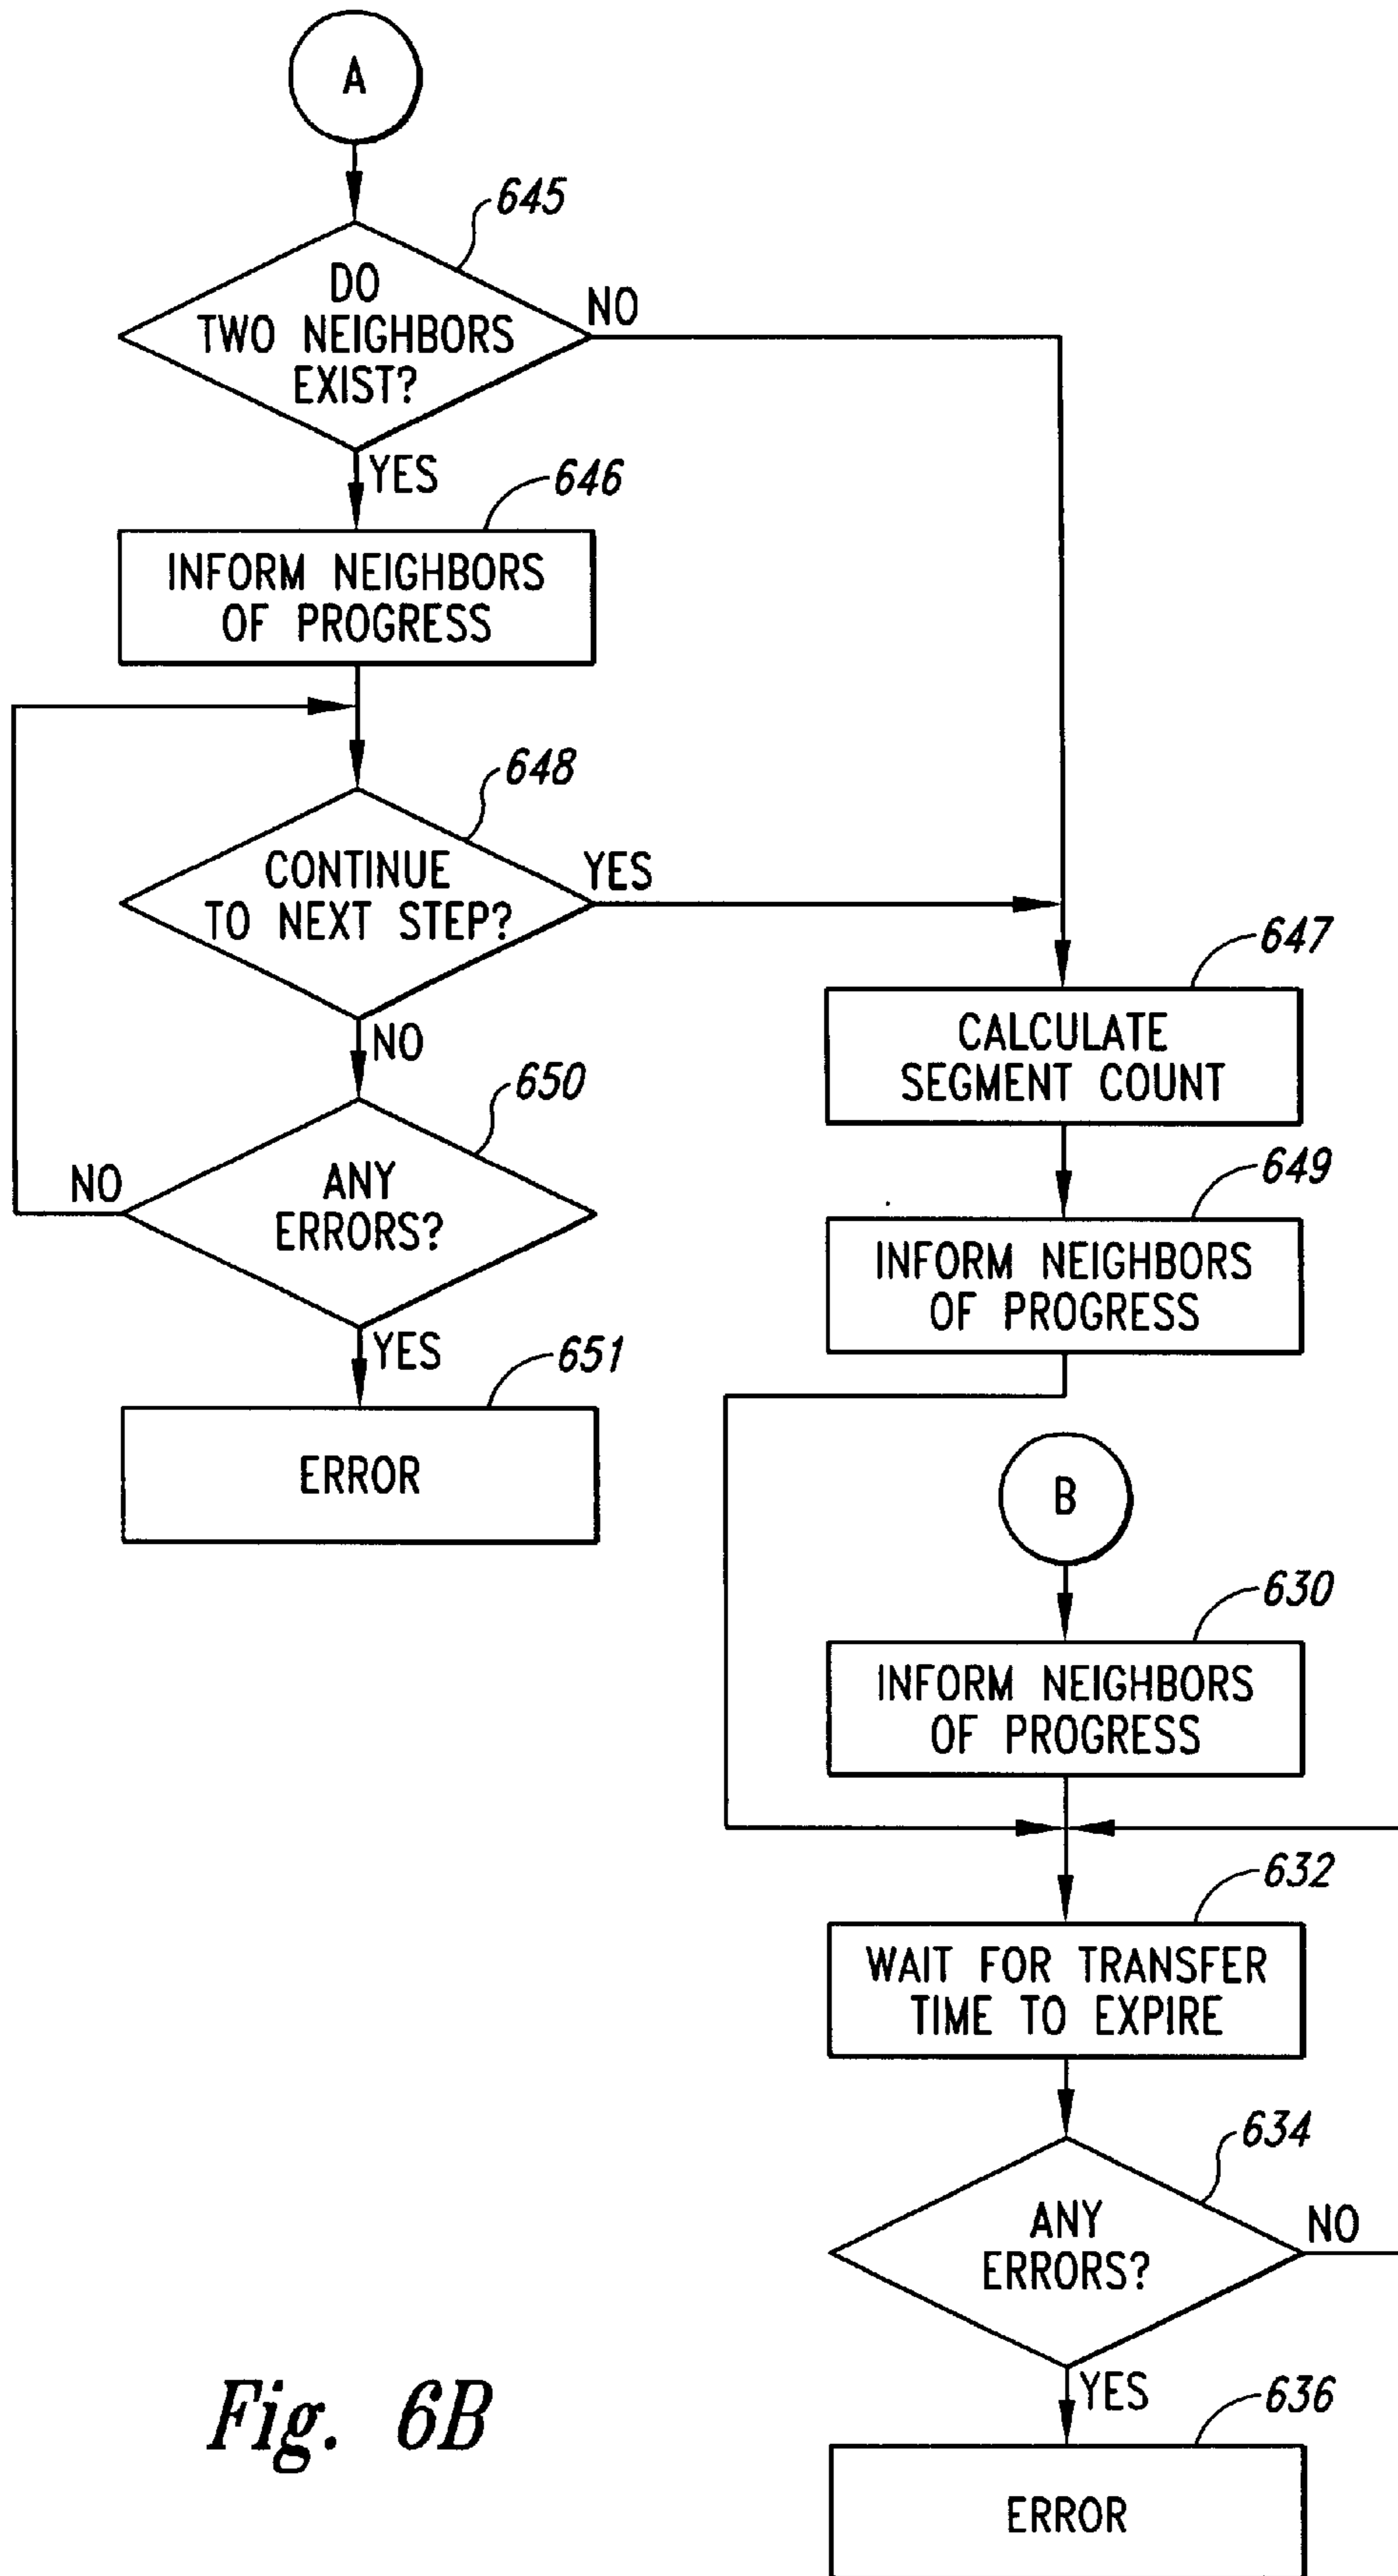 A
645
DO
TWO NEIGHBORS
EXIST?
NO
YES
646
INFORM NEIGHBORS
OF PROGRESS
648
CONTINUE
TO NEXT STEP?
YES
NO
650
ANY
ERRORS?
NO
YES
651
ERROR
647
CALCULATE
SEGMENT COUNT
649
INFORM NEIGHBORS
OF PROGRESS
B
630
INFORM NEIGHBORS
OF PROGRESS
632
WAIT FOR TRANSFER
TIME TO EXPIRE
634
ANY
ERRORS?
NO
YES
636
ERROR
Fig. 6B